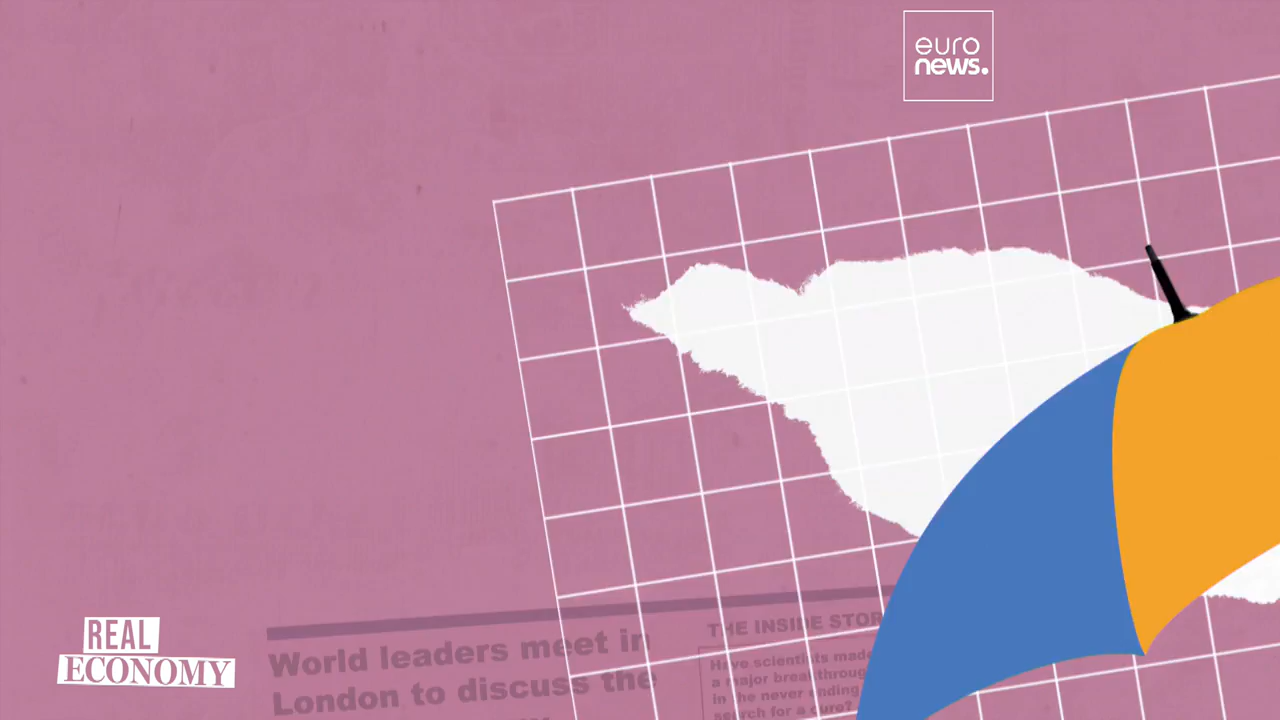 euro
news.
REAL
ECONOMY
World leaders meet in
London to discuss the
THE INSIDE STOR
Have scientists made
a major breakthroug
in the never ending
search for a cure?